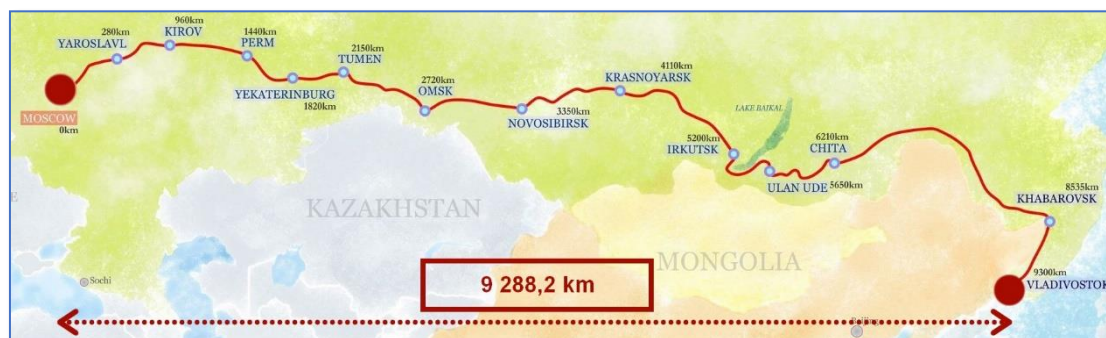 960km
KIROV
280km
YAROSLAVL
1440km
PERM
2150km
TUMEN
YEKATERINBURG
1820km
2720km
OMSK
4110km
KRASNOYARSK
3350km
NOVOSIBIRSK
MOSCOW
0km
LAKE BAIKAL
5200km
IRKUTSK
6210km
CHITA
ULAN UDE
5650km
8535km
KHABAROVSK
KAZAKHSTAN
MONGOLIA
Sochi
9 288,2 km
9300km
VLADIVOSTOK
Beijing